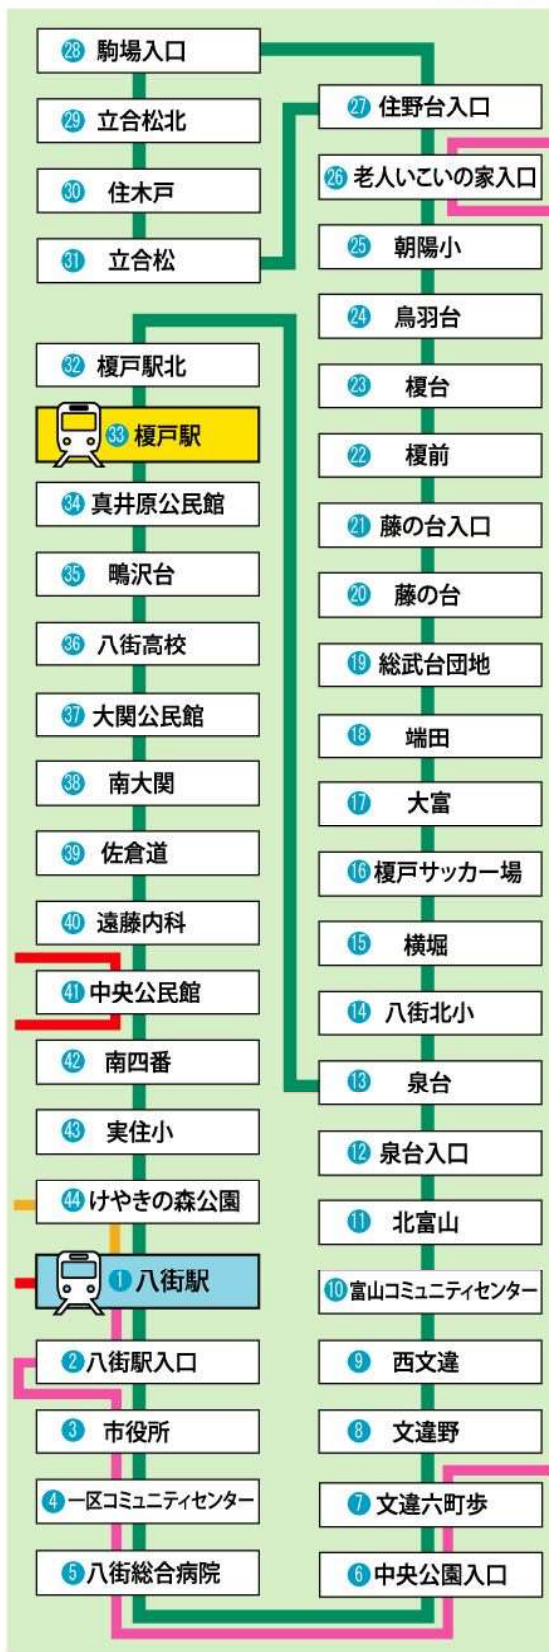 ㉘ 駒場入口
㉙ 立合松北
㉚ 住木戸
㉛ 立合松
㉜ 榎戸駅北
㉝ 榎戸駅
㉞ 真井原公民館
㉟ 鴫沢台
㊱ 八街高校
㊲ 大関公民館
㊳ 南大関
㊴ 佐倉道
㊵ 遠藤内科
㊶ 中央公民館
㊷ 南四番
㊸ 実住小
㊹ けやきの森公園
① 八街駅
② 八街駅入口
③ 市役所
④ 一区コミュニティセンター
⑤ 八街総合病院
㉗ 住野台入口
㉖ 老人いこいの家入口
㉕ 朝陽小
㉔ 鳥羽台
㉓ 榎台
㉒ 榎前
㉑ 藤の台入口
⑳ 藤の台
⑲ 総武台団地
⑱ 端田
⑰ 大富
⑯ 榎戸サッカー場
⑮ 横堀
⑭ 八街北小
⑬ 泉台
⑫ 泉台入口
⑪ 北富山
⑩ 富山コミュニティセンター
⑨ 西文違
⑧ 文違野
⑦ 文違六町歩
⑥ 中央公園入口